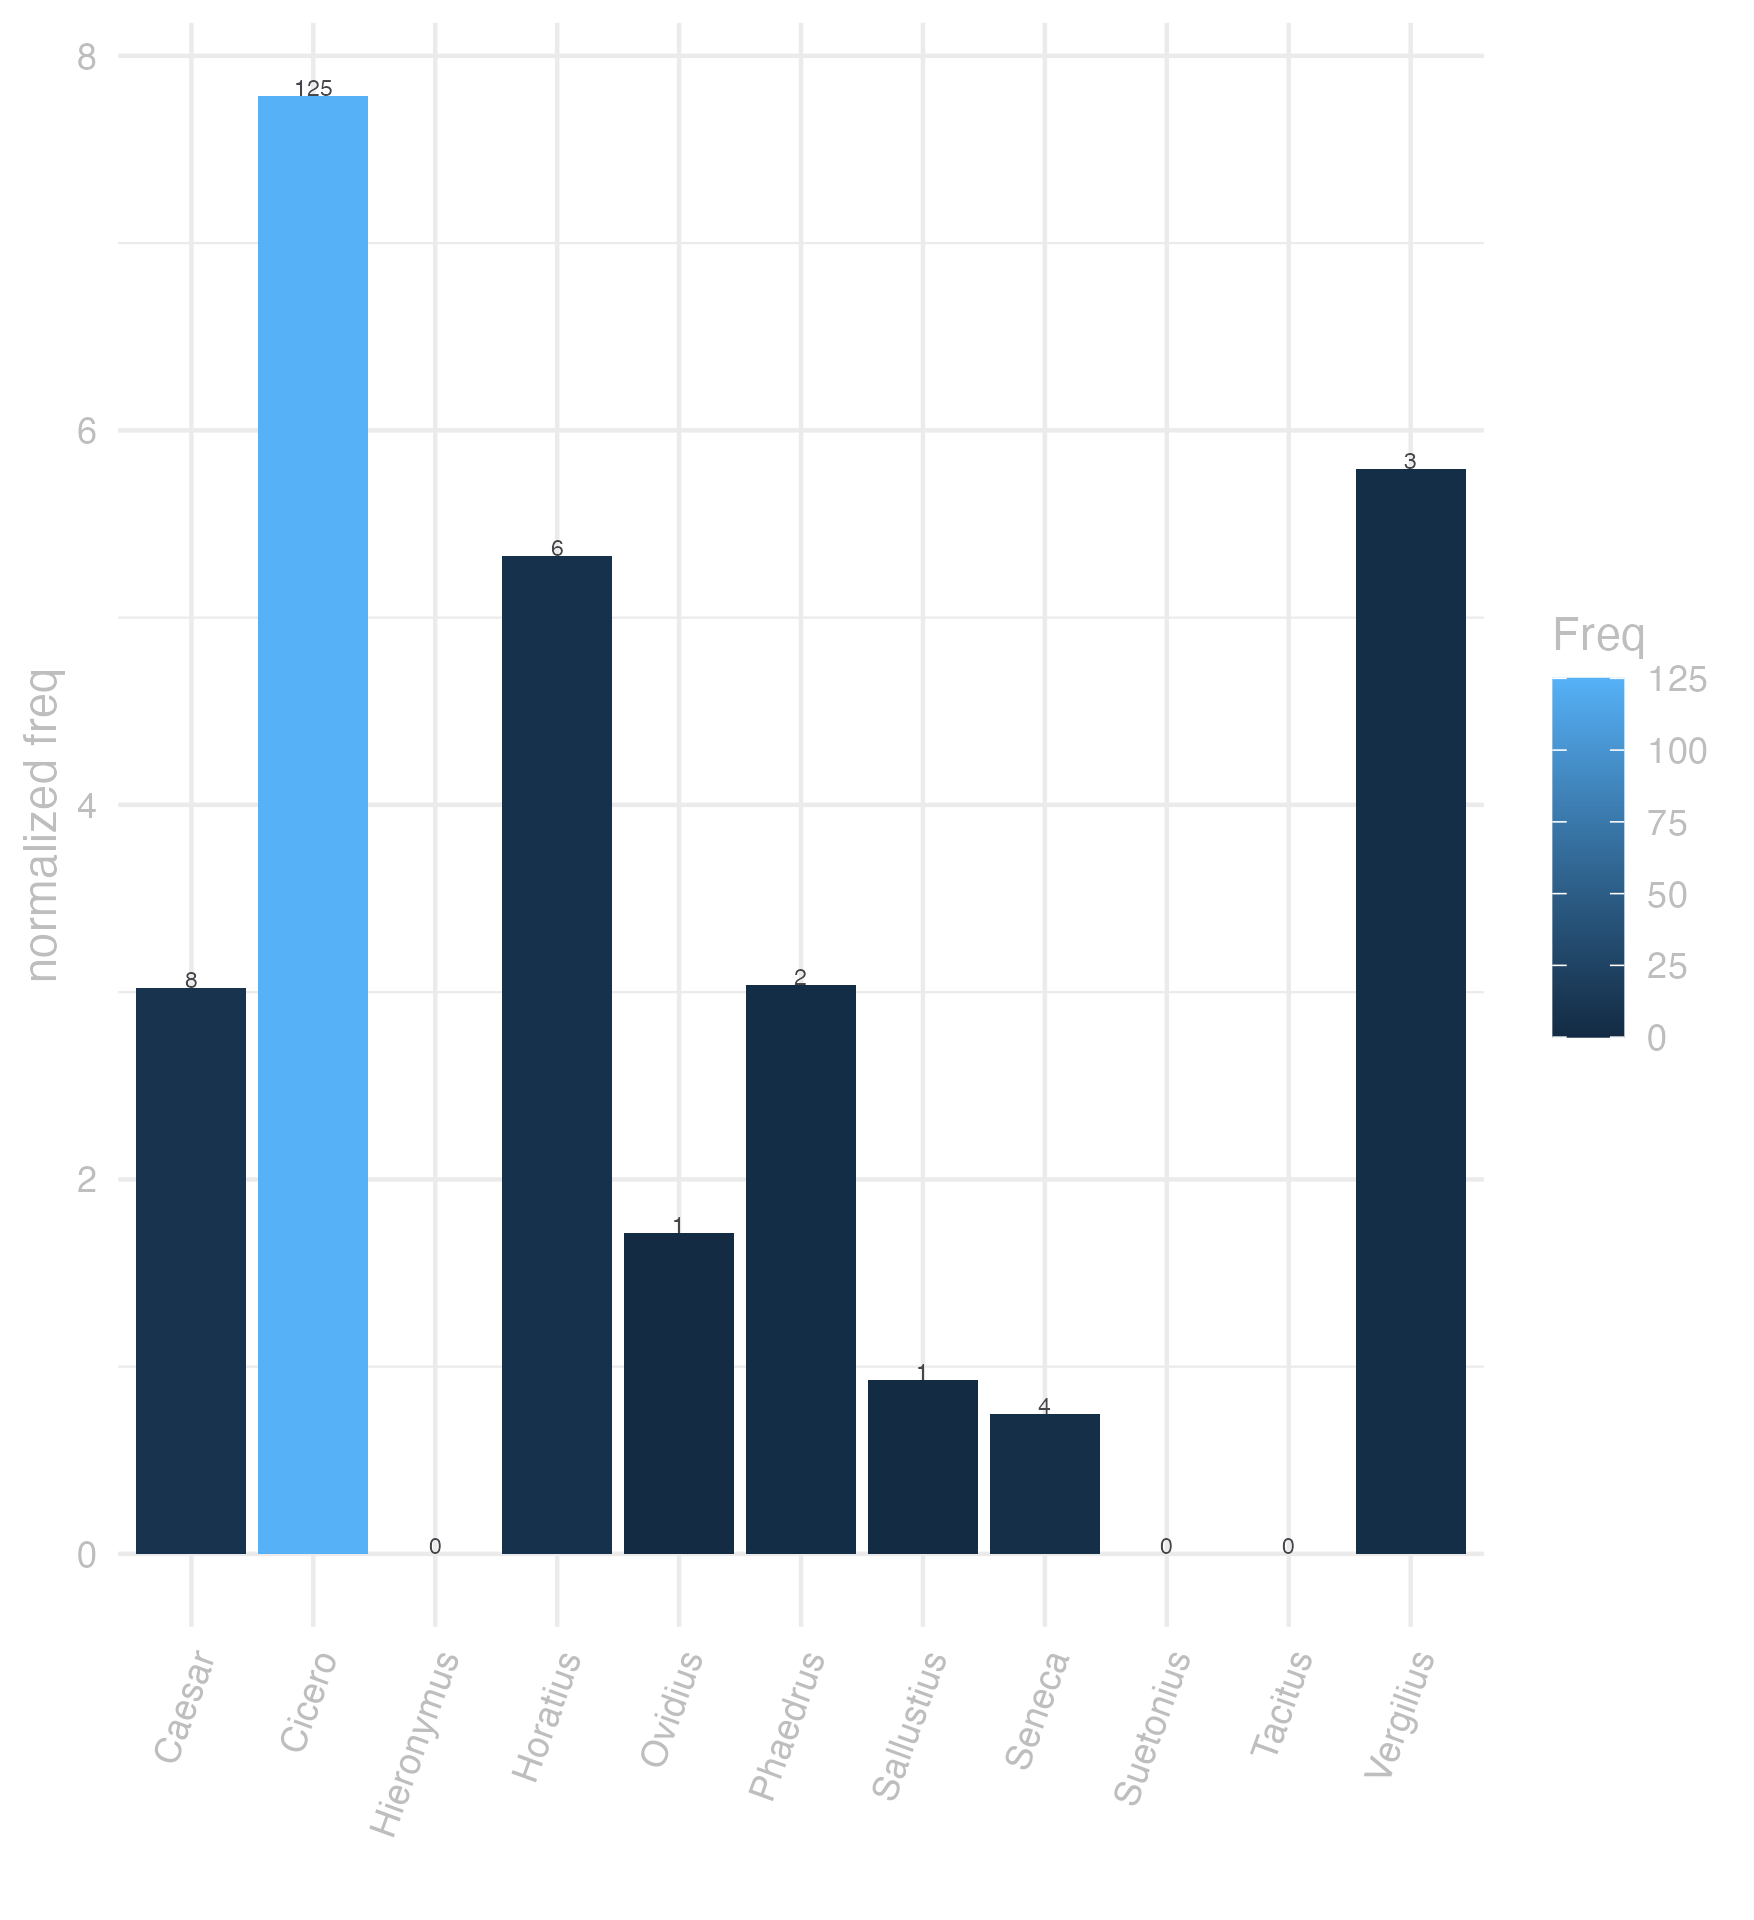 8
6
4
2
0
normalized freq
125
3
6
8
2
1
1
4
0
0
0
Caesar
Cicero
Hieronymus
Horatius
Ovidius
Phaedrus
Sallustius
Seneca
Suetonius
Tacitus
Vergilius
Freq
125
100
75
50
25
0